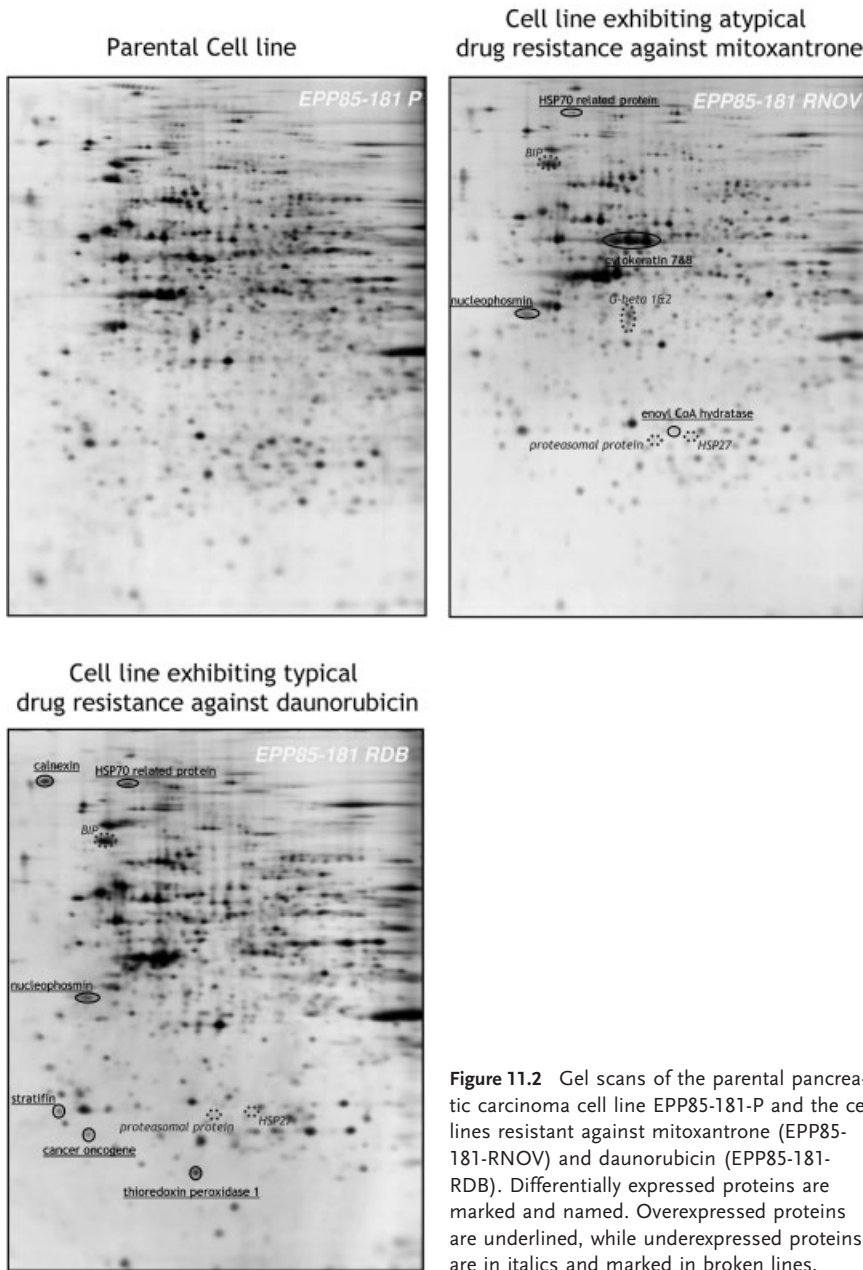 Parental Cell line
EPP85-181 P
Cell line exhibiting atypical
drug resistance against mitoxantrone
EPP85-181 RNOV
HSP70 related protein
BIP
cytokeratin 7&8
nucleophosmin
G-beta 1&2
enoyl CoA hydratase
proteasomal protein
HSP27
Cell line exhibiting typical
drug resistance against daunorubicin
EPP85-181 RDB
calnexin
HSP70 related protein
BIP
nucleophosmin
stratifin
proteasomal protein
HSP27
cancer oncogene
thioredoxin peroxidase 1
Figure 11.2 Gel scans of the parental pancrea-
tic carcinoma cell line EPP85-181-P and the ce
lines resistant against mitoxantrone (EPP85-
181-RNOV) and daunorubicin (EPP85-181-
RDB). Differentially expressed proteins are
marked and named. Overexpressed proteins
are underlined, while underexpressed proteins
are in italics and marked in broken lines.